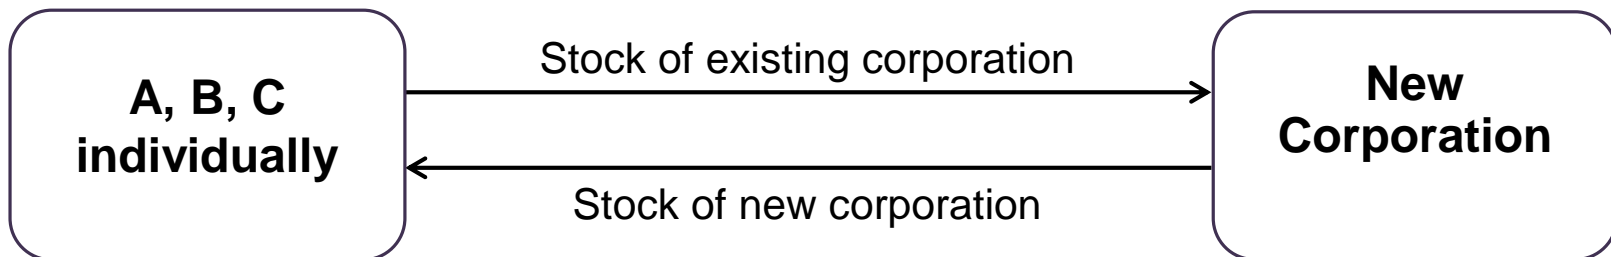 A, B, C
individually
Stock of existing corporation
Stock of new corporation
New
Corporation